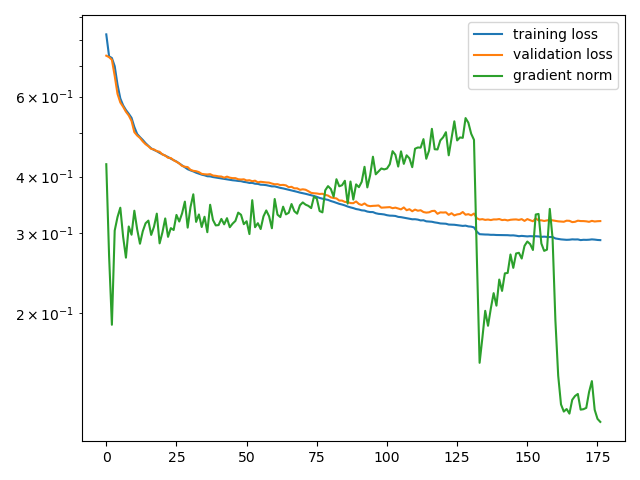 training loss
validation loss
gradient norm
6 × 10⁻¹
4 × 10⁻¹
3 × 10⁻¹
2 × 10⁻¹
0 25 50 75 100 125 150 175